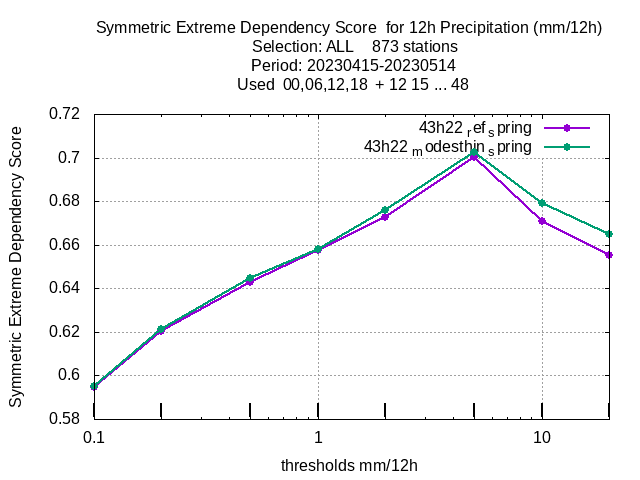 Symmetric Extreme Dependency Score  for 12h Precipitation (mm/12h)
Selection: ALL    873 stations
Period: 20230415-20230514
Used  00,06,12,18  + 12 15 ... 48
43h22 ref spring
43h22 modesthin spring
0.72
0.7
0.68
0.66
0.64
0.62
0.6
0.58
Symmetric Extreme Dependency Score
0.1
1
10
thresholds mm/12h